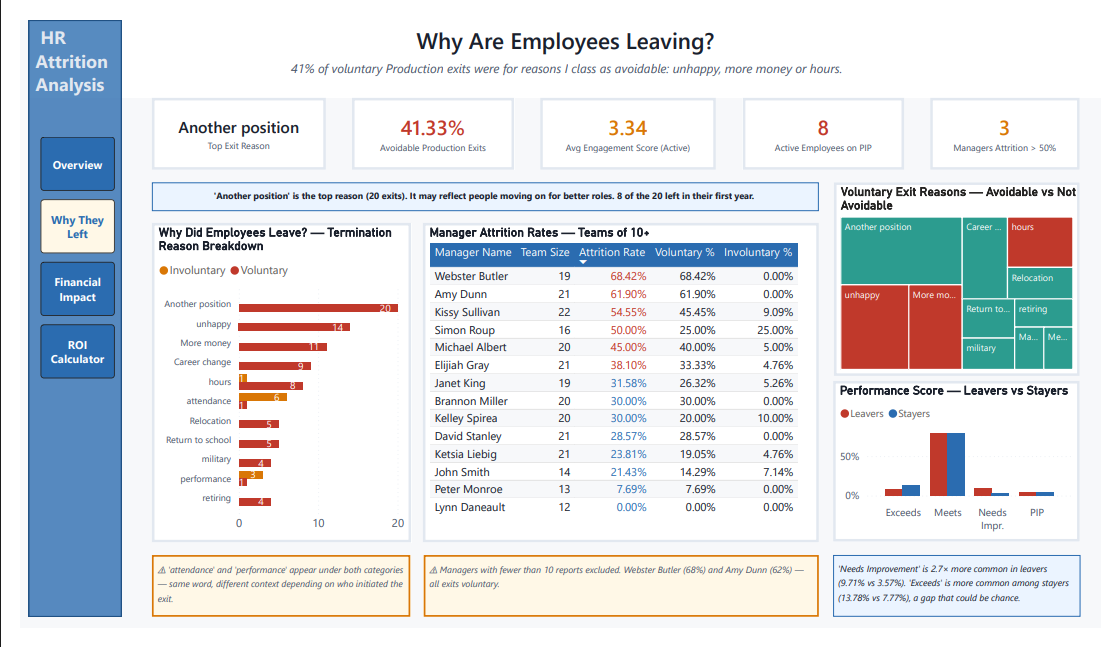 HR
Attrition
Analysis
Overview
Why They
Left
Financial
Impact
ROI
Calculator
Why Are Employees Leaving?
41% of voluntary Production exits were for reasons I class as avoidable: unhappy, more money or hours.
Another position
Top Exit Reason
41.33%
Avoidable Production Exits
3.34
Avg Engagement Score (Active)
8
Active Employees on PIP
3
Managers Attrition > 50%
'Another position' is the top reason (20 exits). It may reflect people moving on for better roles. 8 of the 20 left in their first year.
Why Did Employees Leave? — Termination
Reason Breakdown
Involuntary Voluntary
Another position 20
unhappy 14
More money 11
Career change 9
hours 1 8
attendance 6 1
Relocation 5
Return to school 5
military 4
performance 3 1
retiring 4
0 10 20
Manager Attrition Rates — Teams of 10+
Manager Name Team Size Attrition Rate Voluntary % Involuntary %
Webster Butler 19 68.42% 68.42% 0.00%
Amy Dunn 21 61.90% 61.90% 0.00%
Kissy Sullivan 22 54.55% 45.45% 9.09%
Simon Roup 16 50.00% 25.00% 25.00%
Michael Albert 20 45.00% 40.00% 5.00%
Elijiah Gray 21 38.10% 33.33% 4.76%
Janet King 19 31.58% 26.32% 5.26%
Brannon Miller 20 30.00% 30.00% 0.00%
Kelley Spirea 20 30.00% 20.00% 10.00%
David Stanley 21 28.57% 28.57% 0.00%
Ketsia Liebig 21 23.81% 19.05% 4.76%
John Smith 14 21.43% 14.29% 7.14%
Peter Monroe 13 7.69% 7.69% 0.00%
Lynn Daneault 12 0.00% 0.00% 0.00%
Voluntary Exit Reasons — Avoidable vs Not
Avoidable
Another position
Career ...
hours
Relocation
unhappy
More mo...
Return to...
retiring
military
Ma...
Me...
Performance Score — Leavers vs Stayers
Leavers Stayers
50%
0%
Exceeds Meets Needs
Impr. PIP
⚠ 'attendance' and 'performance' appear under both categories
— same word, different context depending on who initiated the
exit.
⚠ Managers with fewer than 10 reports excluded. Webster Butler (68%) and Amy Dunn (62%) —
all exits voluntary.
'Needs Improvement' is 2.7× more common in leavers
(9.71% vs 3.57%). 'Exceeds' is more common among stayers
(13.78% vs 7.77%), a gap that could be chance.